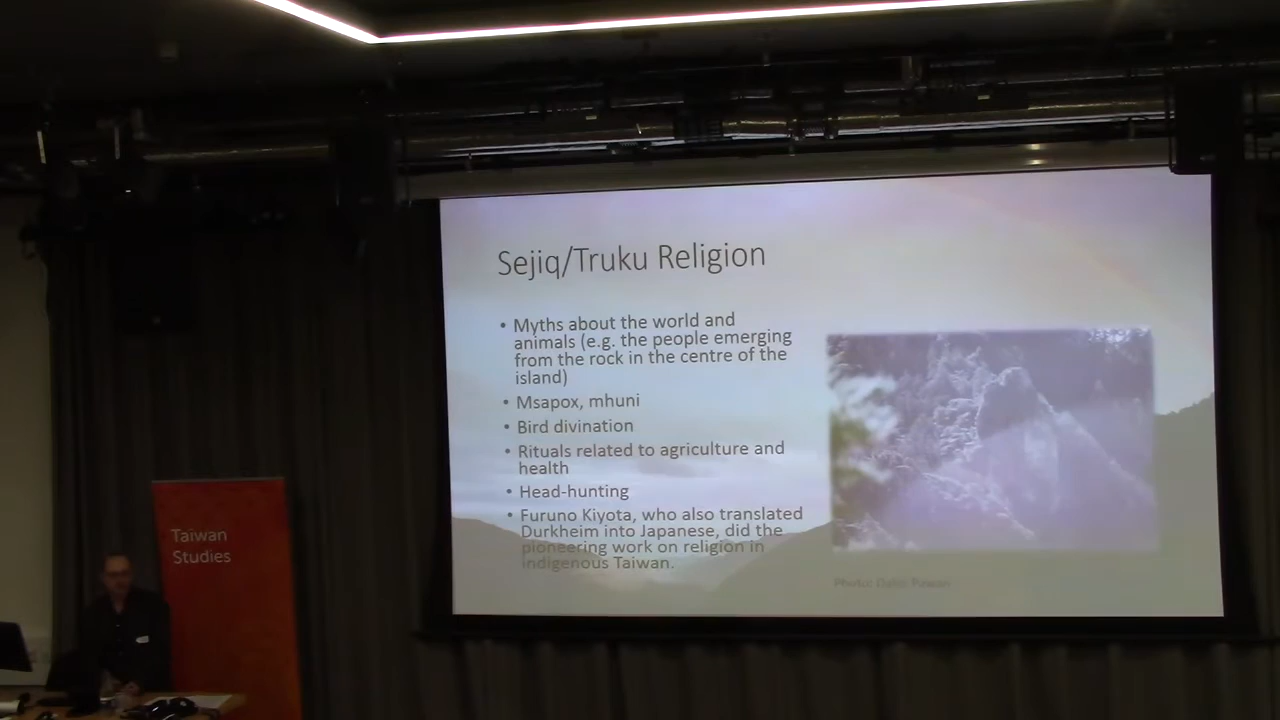 Sejiq/Truku Religion
• Myths about the world and
animals (e.g. the people emerging
from the rock in the centre of the
island)
• Msapox, mhuni
• Bird divination
• Rituals related to agriculture and
health
• Head-hunting
• Furuno Kiyota, who also translated
Durkheim into Japanese, did the
pioneering work on religion in
indigenous Taiwan.
Taiwan
Studies